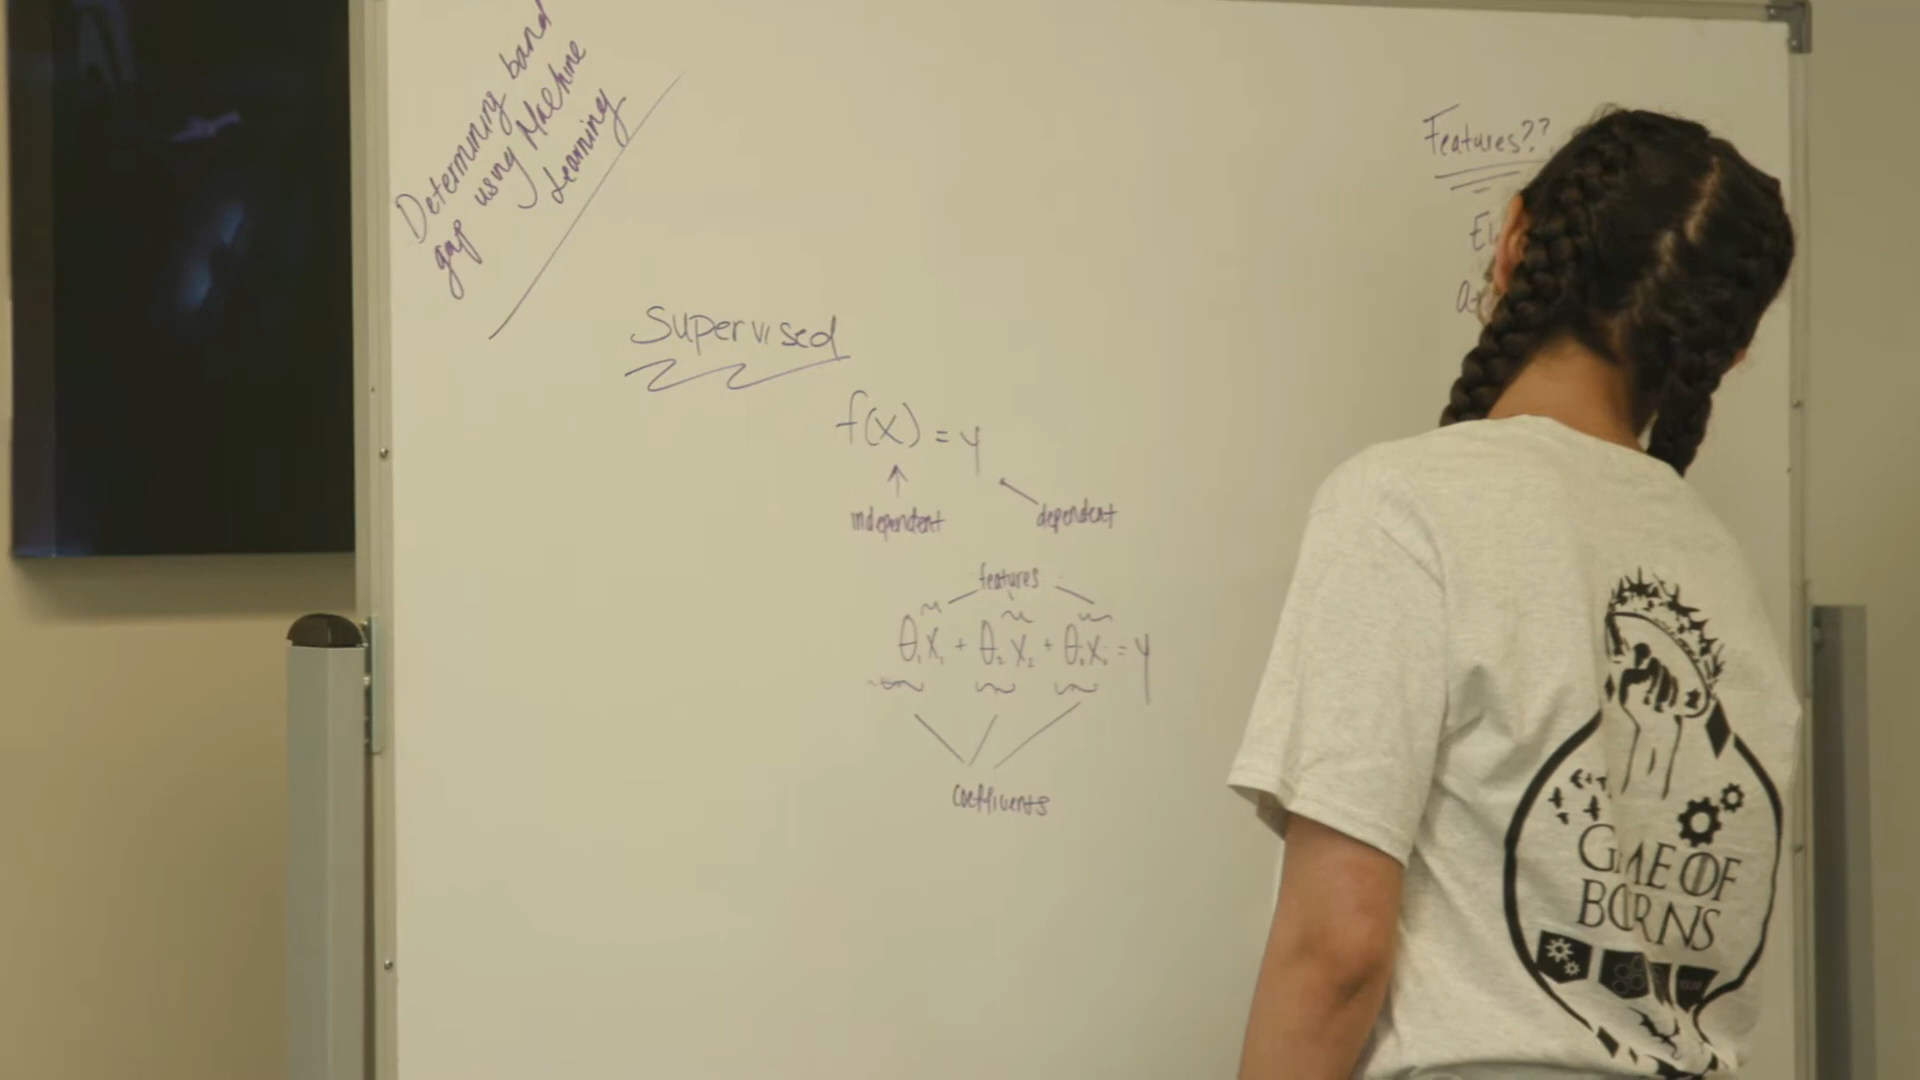 Determining band
gap using Machine
Learning
Supervised
f(x) = y
independent
dependent
features
θ₁x₁ + θ₂x₂ + θ₃x₃ = y
coefficients
Features??
GAME OF
BORNS